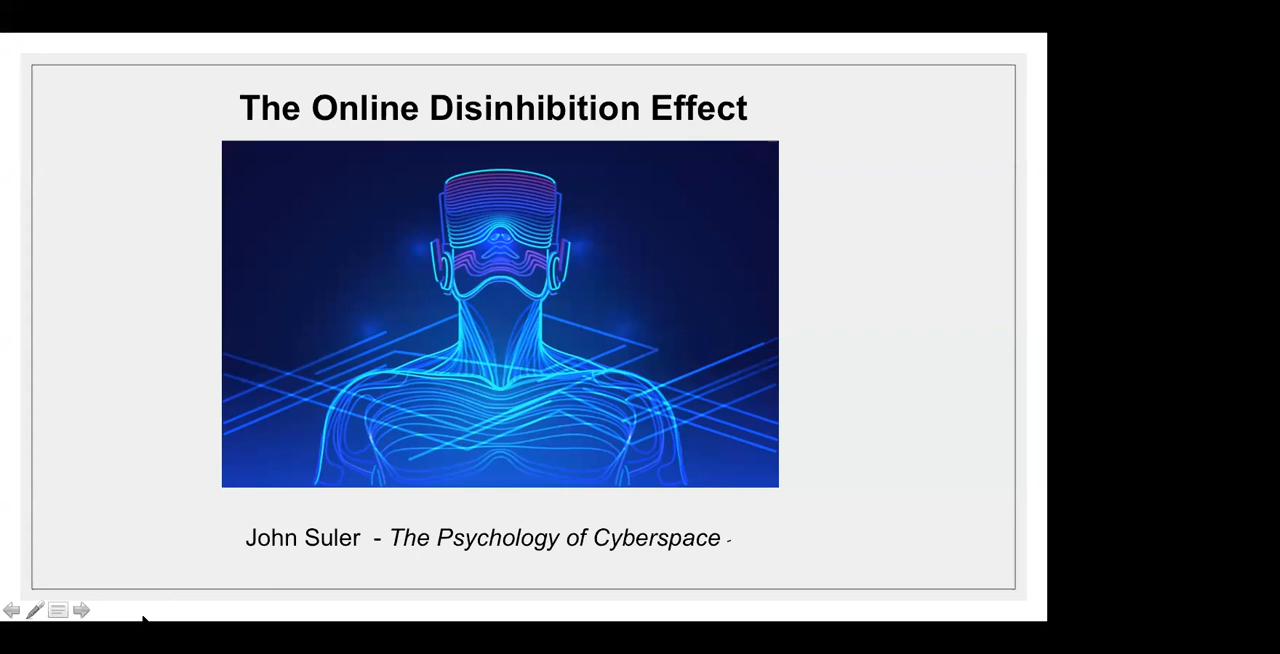 The Online Disinhibition Effect
John Suler - The Psychology of Cyberspace -